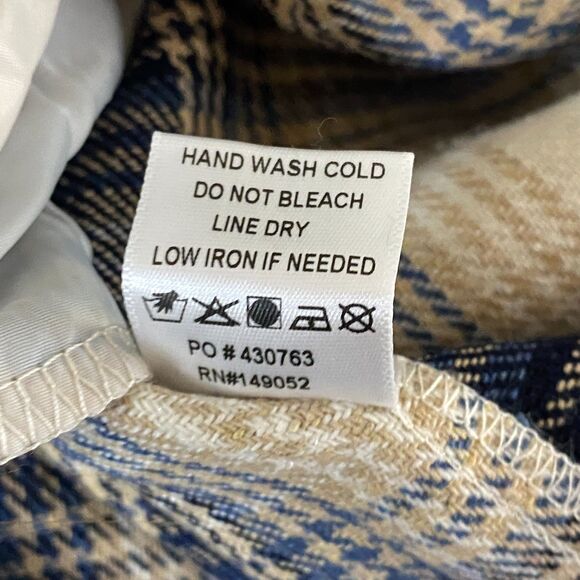 HAND WASH COLD
DO NOT BLEACH
LINE DRY
LOW IRON IF NEEDED
PO # 430763
RN#149052